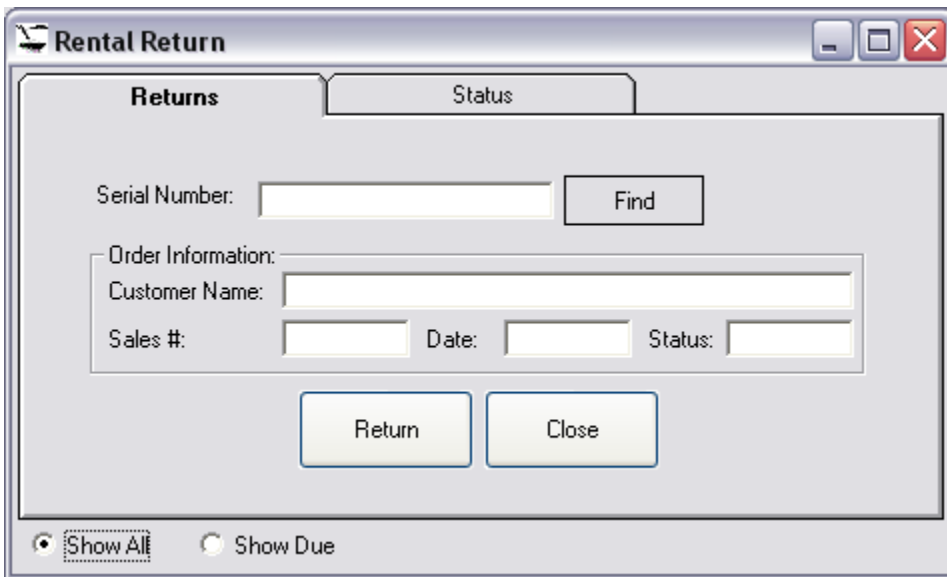 Rental Return
Returns Status
Serial Number: Find
Order Information:
Customer Name:
Sales #: Date: Status:
Return Close
Show All Show Due